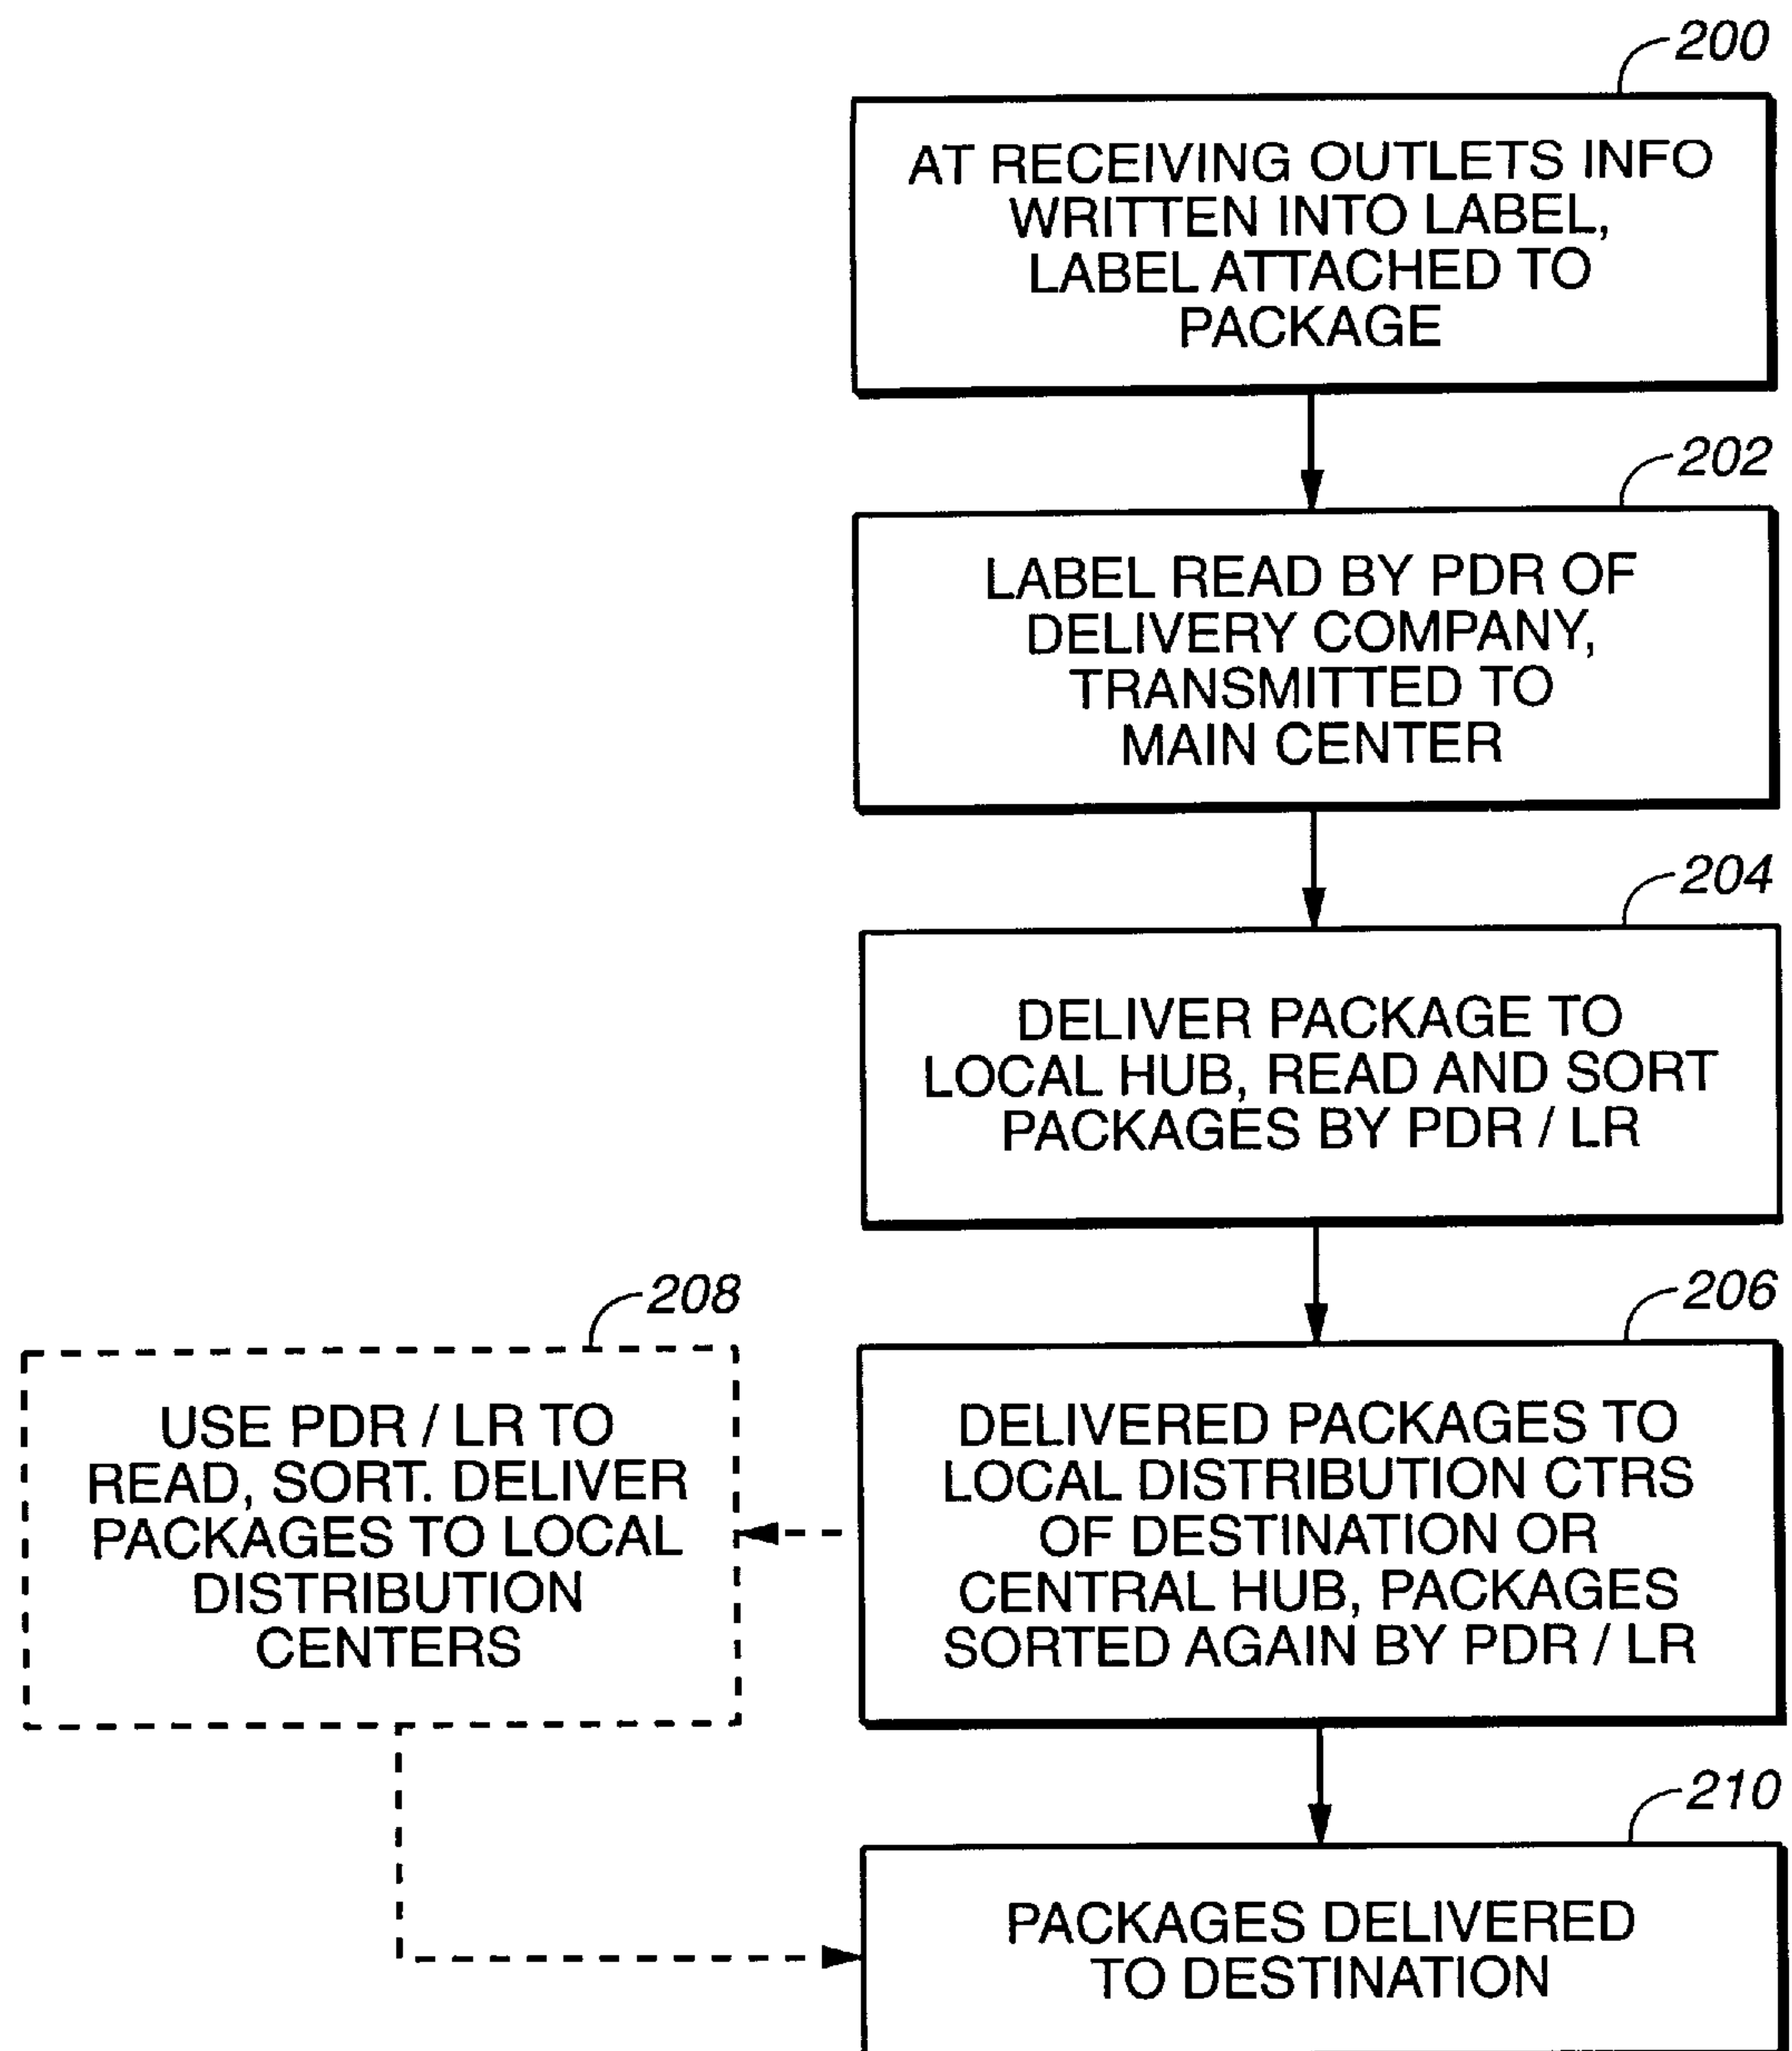 200
AT RECEIVING OUTLETS INFO
WRITTEN INTO LABEL,
LABEL ATTACHED TO
PACKAGE
202
LABEL READ BY PDR OF
DELIVERY COMPANY,
TRANSMITTED TO
MAIN CENTER
204
DELIVER PACKAGE TO
LOCAL HUB, READ AND SORT
PACKAGES BY PDR / LR
206
DELIVERED PACKAGES TO
LOCAL DISTRIBUTION CTRS
OF DESTINATION OR
CENTRAL HUB, PACKAGES
SORTED AGAIN BY PDR / LR
208
USE PDR / LR TO
READ, SORT. DELIVER
PACKAGES TO LOCAL
DISTRIBUTION
CENTERS
210
PACKAGES DELIVERED
TO DESTINATION